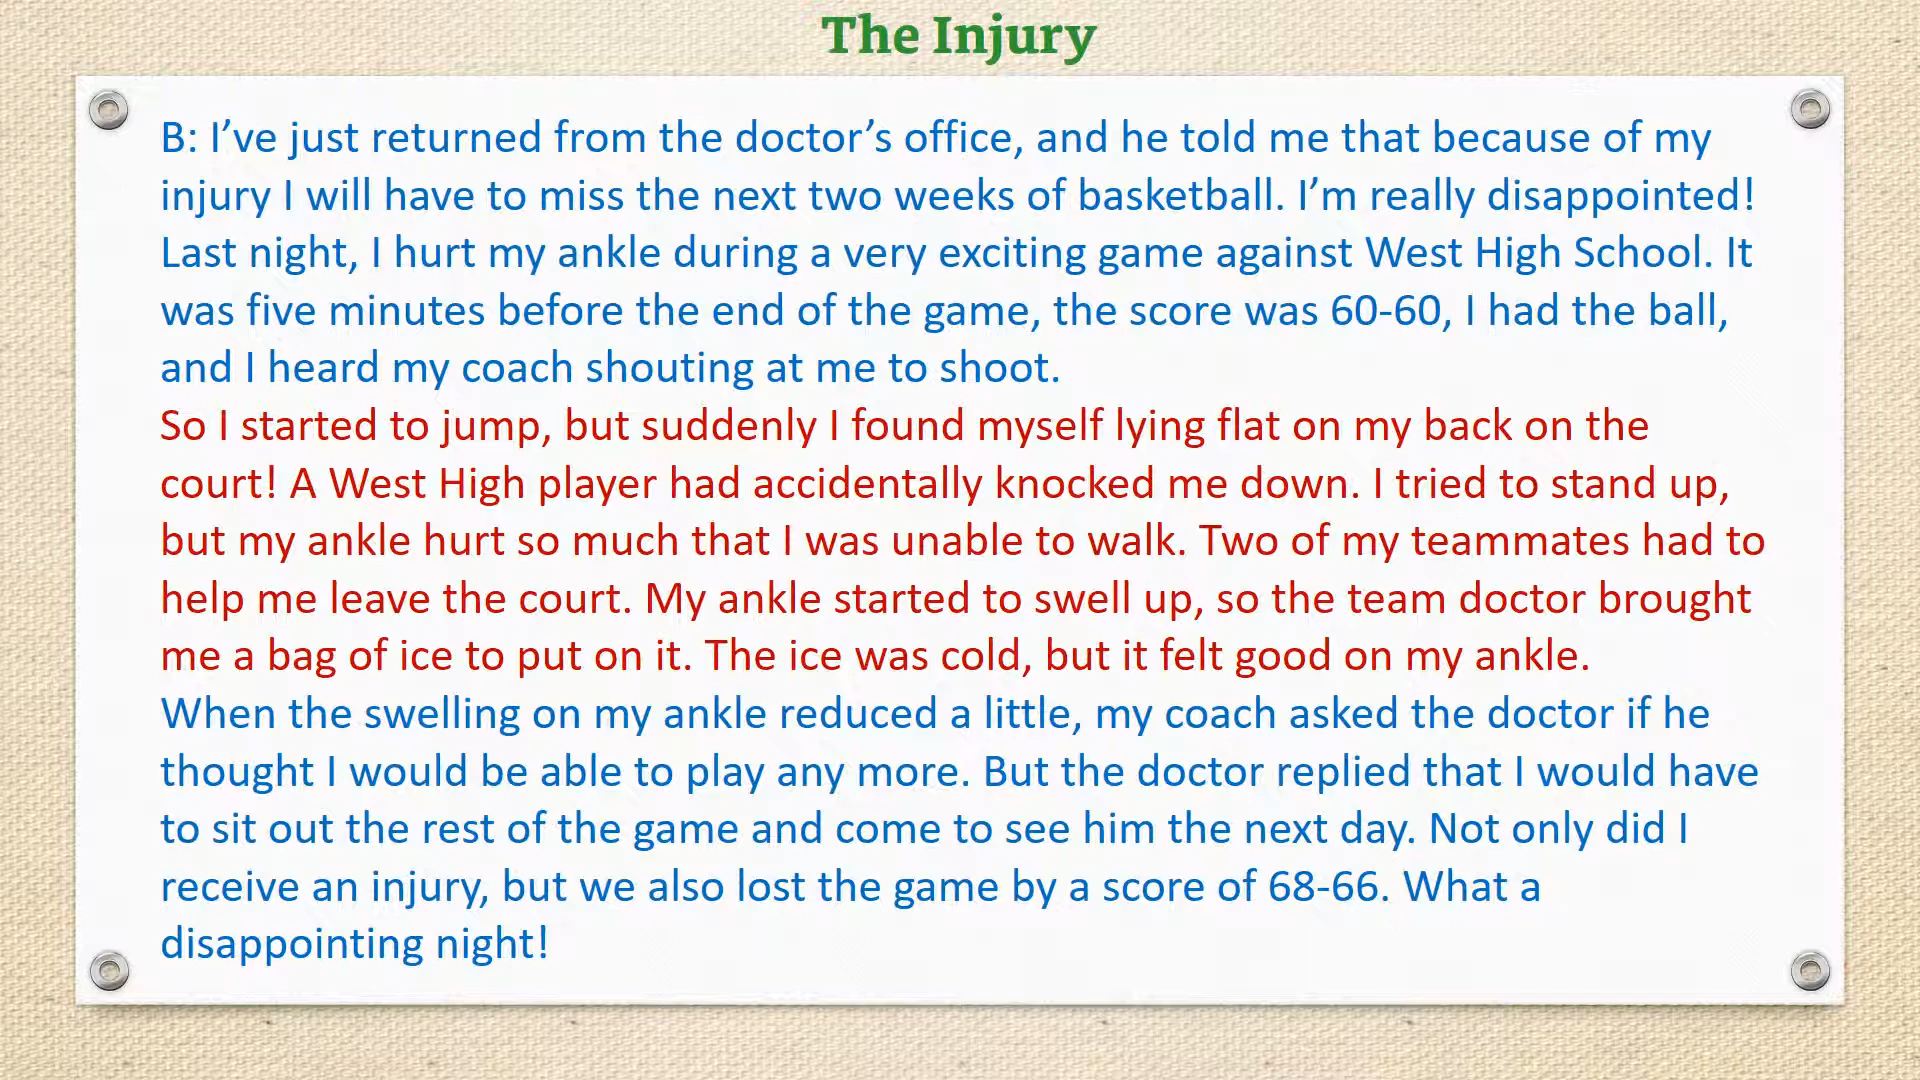 The Injury
B: I’ve just returned from the doctor’s office, and he told me that because of my
injury I will have to miss the next two weeks of basketball. I’m really disappointed!
Last night, I hurt my ankle during a very exciting game against West High School. It
was five minutes before the end of the game, the score was 60-60, I had the ball,
and I heard my coach shouting at me to shoot.
So I started to jump, but suddenly I found myself lying flat on my back on the
court! A West High player had accidentally knocked me down. I tried to stand up,
but my ankle hurt so much that I was unable to walk. Two of my teammates had to
help me leave the court. My ankle started to swell up, so the team doctor brought
me a bag of ice to put on it. The ice was cold, but it felt good on my ankle.
When the swelling on my ankle reduced a little, my coach asked the doctor if he
thought I would be able to play any more. But the doctor replied that I would have
to sit out the rest of the game and come to see him the next day. Not only did I
receive an injury, but we also lost the game by a score of 68-66. What a
disappointing night!